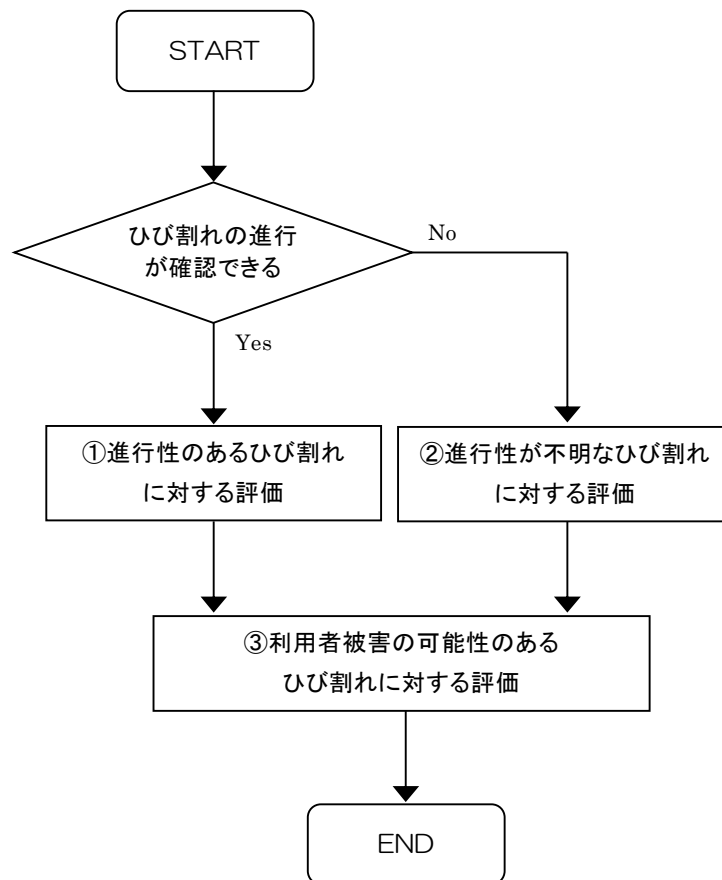 START
ひび割れの進行
が確認できる
No
Yes
①進行性のあるひび割れ
に対する評価
②進行性が不明なひび割れ
に対する評価
③利用者被害の可能性のある
ひび割れに対する評価
END